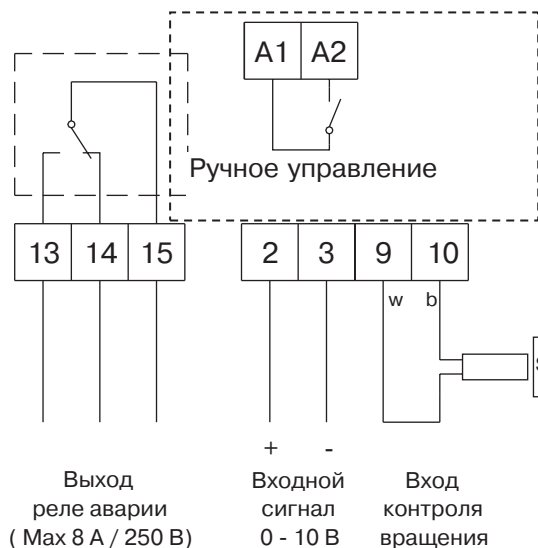 A1 A2
Ручное управление
13 14 15 2 3 9 10
w b
+ -
Выход
реле аварии
( Max 8 А / 250 В)
Входной
сигнал
0 - 10 В
Вход
контроля
вращения